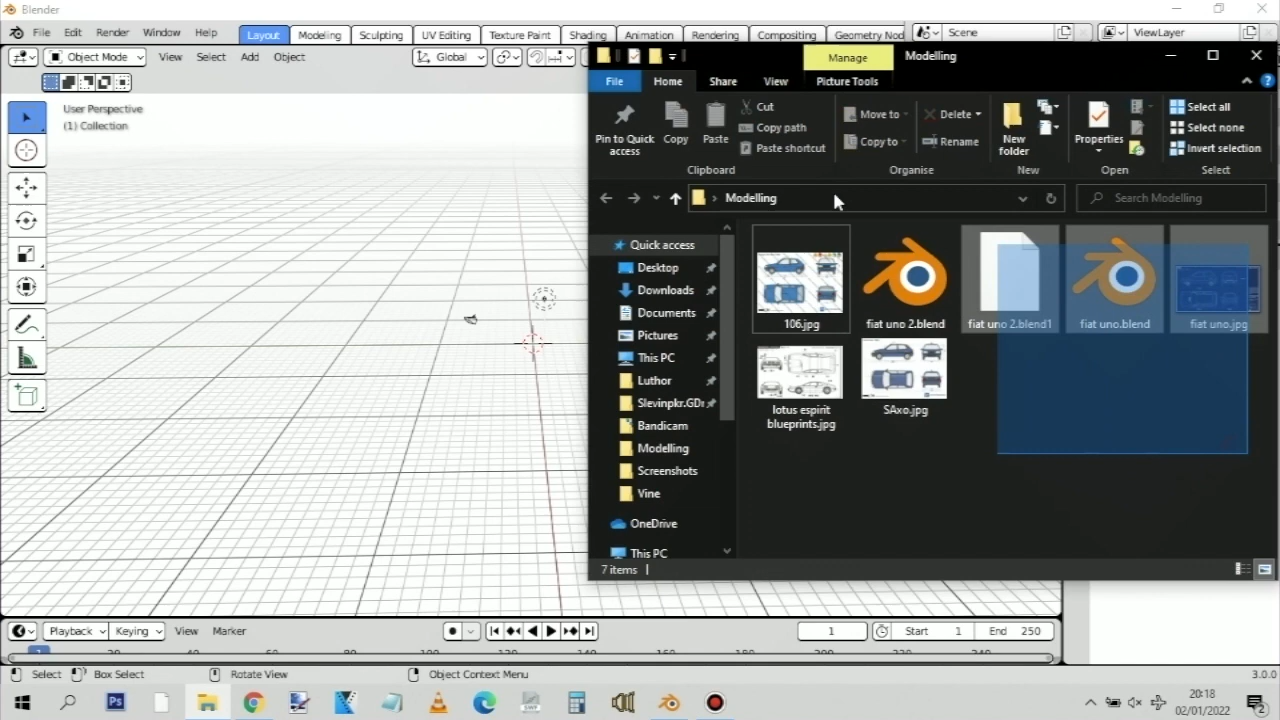 Blender
File Edit Render Window Help
Layout Modeling Sculpting UV Editing Texture Paint Shading Animation Rendering Compositing Geometry Nod
Scene
ViewLayer
Object Mode View Select Add Object
Global
User Perspective
(1) Collection
Manage
Modelling
File Home Share View Picture Tools
Pin to Quick access
Copy
Paste
Cut
Copy path
Paste shortcut
Move to
Copy to
Delete
Rename
New folder
Properties
Select all
Select none
Invert selection
Clipboard Organise New Open Select
Modelling
Search Modelling
Quick access
Desktop
Downloads
Documents
Pictures
This PC
Luthor
Slevinpkr.GDr
Bandicam
Modelling
Screenshots
Vine
OneDrive
This PC
106.jpg
fiat uno 2.blend
fiat uno 2.blend1
fiat uno.blend
fiat uno.jpg
lotus espirit
blueprints.jpg
SAxo.jpg
7 items
Playback Keying View Marker
1
Start 1
End 250
Select Box Select Rotate View Object Context Menu 3.0.0
Ps
20:18
02/01/2022
2